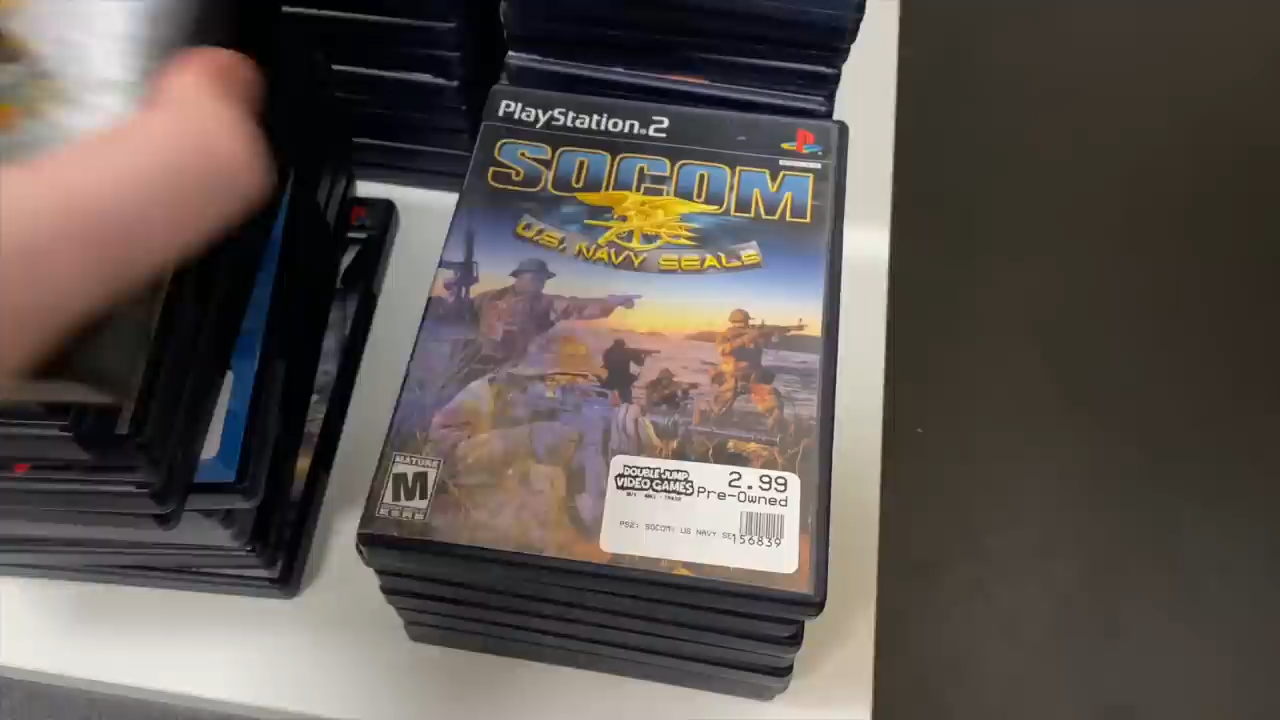 PlayStation.2
SOCOM
U.S. NAVY SEALS
MATURE
M
ESRB
DOUBLE JUMP
VIDEO GAMES
2.99
Pre-Owned
PS2: SOCOM: US NAVY SE
156839